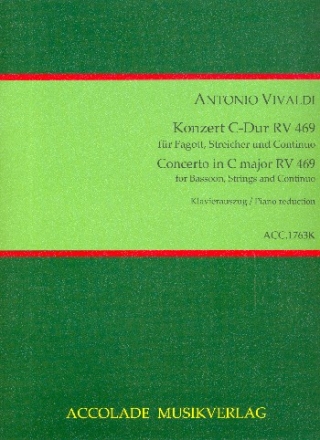 ANTONIO VIVALDI
Konzert C-Dur RV 469
für Fagott, Streicher und Continuo
Concerto in C major RV 469
for Bassoon, Strings and Continuo
Klavierauszug / Piano reduction
ACC.1763K
ACCOLADE MUSIKVERLAG